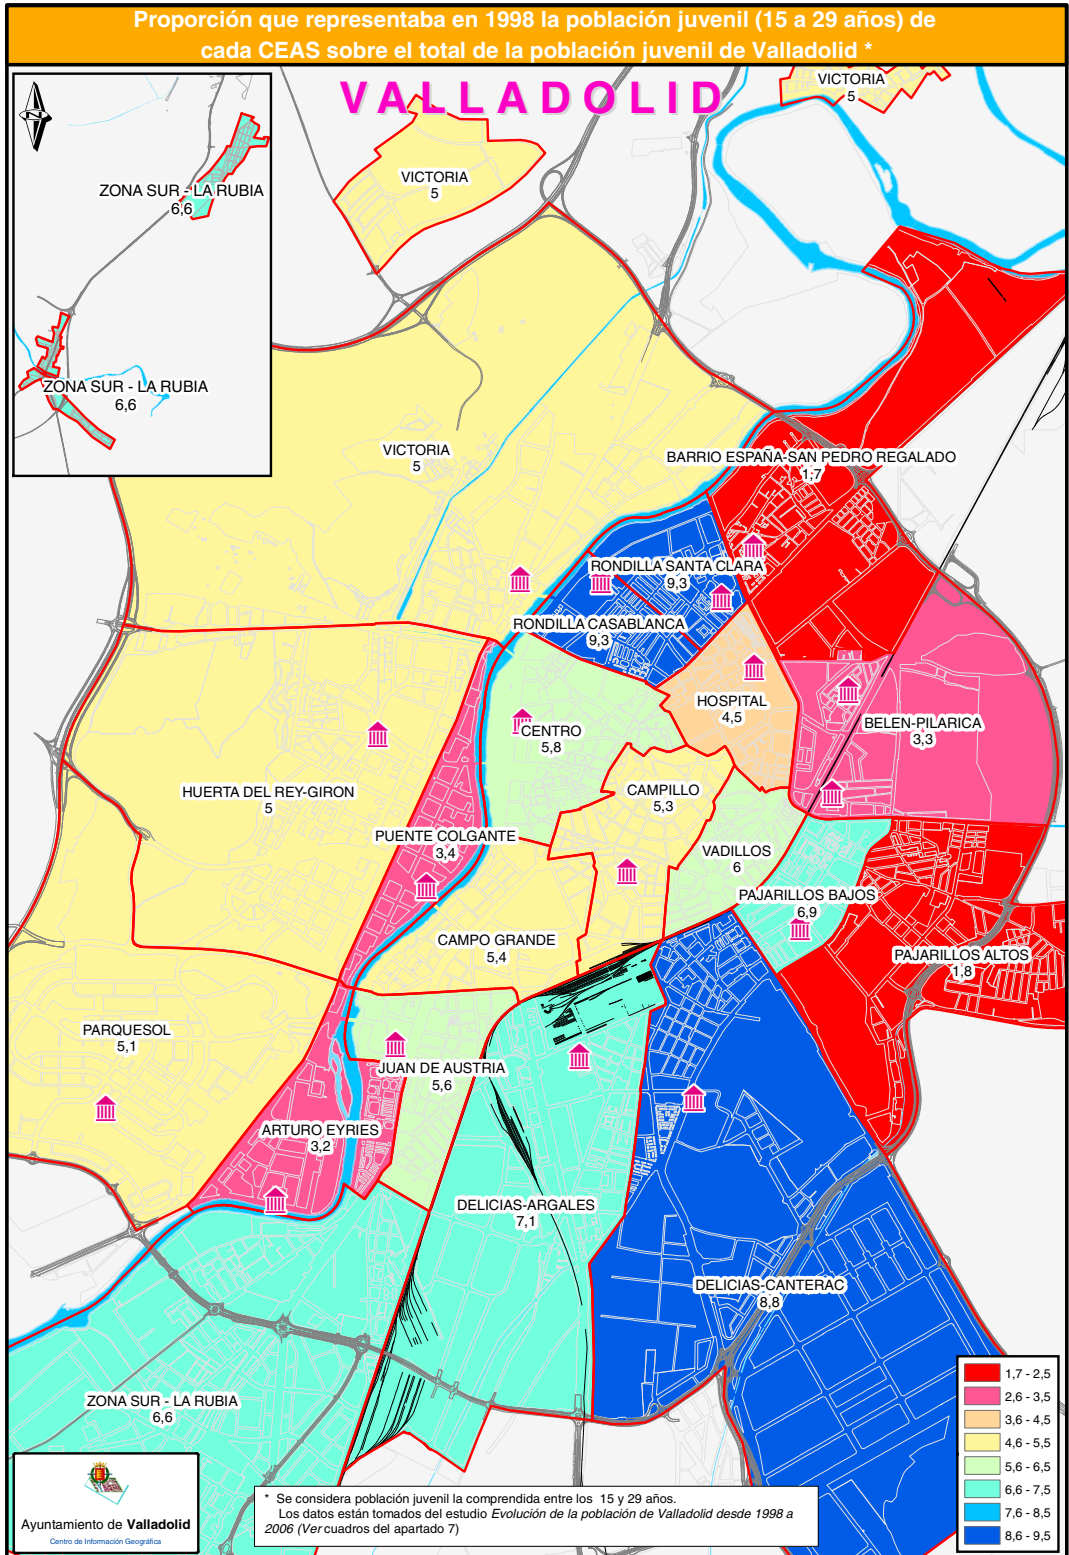 Proporción que representaba en 1998 la población juvenil (15 a 29 años) de
cada CEAS sobre el total de la población juvenil de Valladolid *
VALLADOLID
VICTORIA
5
VICTORIA
5
ZONA SUR - LA RUBIA
6,6
ZONA SUR - LA RUBIA
6,6
VICTORIA
5
BARRIO ESPAÑA-SAN PEDRO REGALADO
1,7
RONDILLA SANTA CLARA
9,3
RONDILLA CASABLANCA
9,3
HOSPITAL
4,5
BELEN-PILARICA
3,3
CENTRO
5,8
CAMPILLO
5,3
HUERTA DEL REY-GIRON
5
PUENTE COLGANTE
3,4
VADILLOS
6
PAJARILLOS BAJOS
6,9
CAMPO GRANDE
5,4
PAJARILLOS ALTOS
1,8
PARQUESOL
5,1
JUAN DE AUSTRIA
5,6
ARTURO EYRIES
3,2
DELICIAS-ARGALES
7,1
DELICIAS-CANTERAC
8,8
ZONA SUR - LA RUBIA
6,6
1,7 - 2,5
2,6 - 3,5
3,6 - 4,5
4,6 - 5,5
5,6 - 6,5
6,6 - 7,5
7,6 - 8,5
8,6 - 9,5
Ayuntamiento de Valladolid
Centro de Información Geográfica
* Se considera población juvenil la comprendida entre los 15 y 29 años.
Los datos están tomados del estudio Evolución de la población de Valladolid desde 1998 a
2006 (Ver cuadros del apartado 7)
N